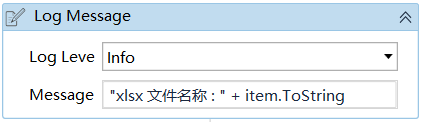 Log Message
Log Leve Info
Message "xlsx 文件名称 : " + item.ToString